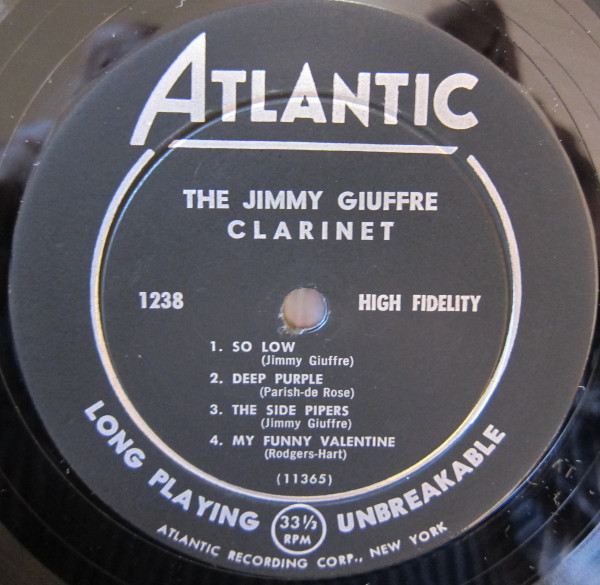 ATLANTIC
THE JIMMY GIUFFRE
CLARINET
1238
HIGH FIDELITY
1. SO LOW
(Jimmy Giuffre)
2. DEEP PURPLE
(Parish-de Rose)
3. THE SIDE PIPERS
(Jimmy Giuffre)
4. MY FUNNY VALENTINE
(Rodgers-Hart)
(11365)
LONG PLAYING
33⅓
RPM
UNBREAKABLE
ATLANTIC RECORDING CORP., NEW YORK